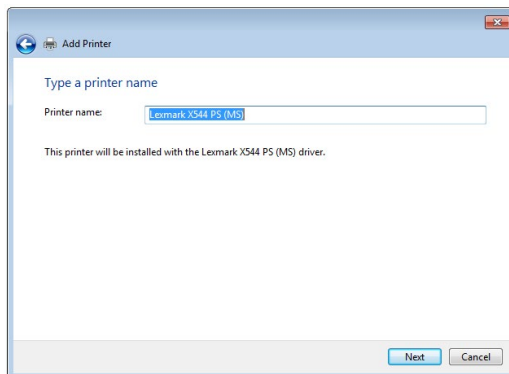 Add Printer
Type a printer name
Printer name: Lexmark X544 PS (MS)
This printer will be installed with the Lexmark X544 PS (MS) driver.
Next Cancel